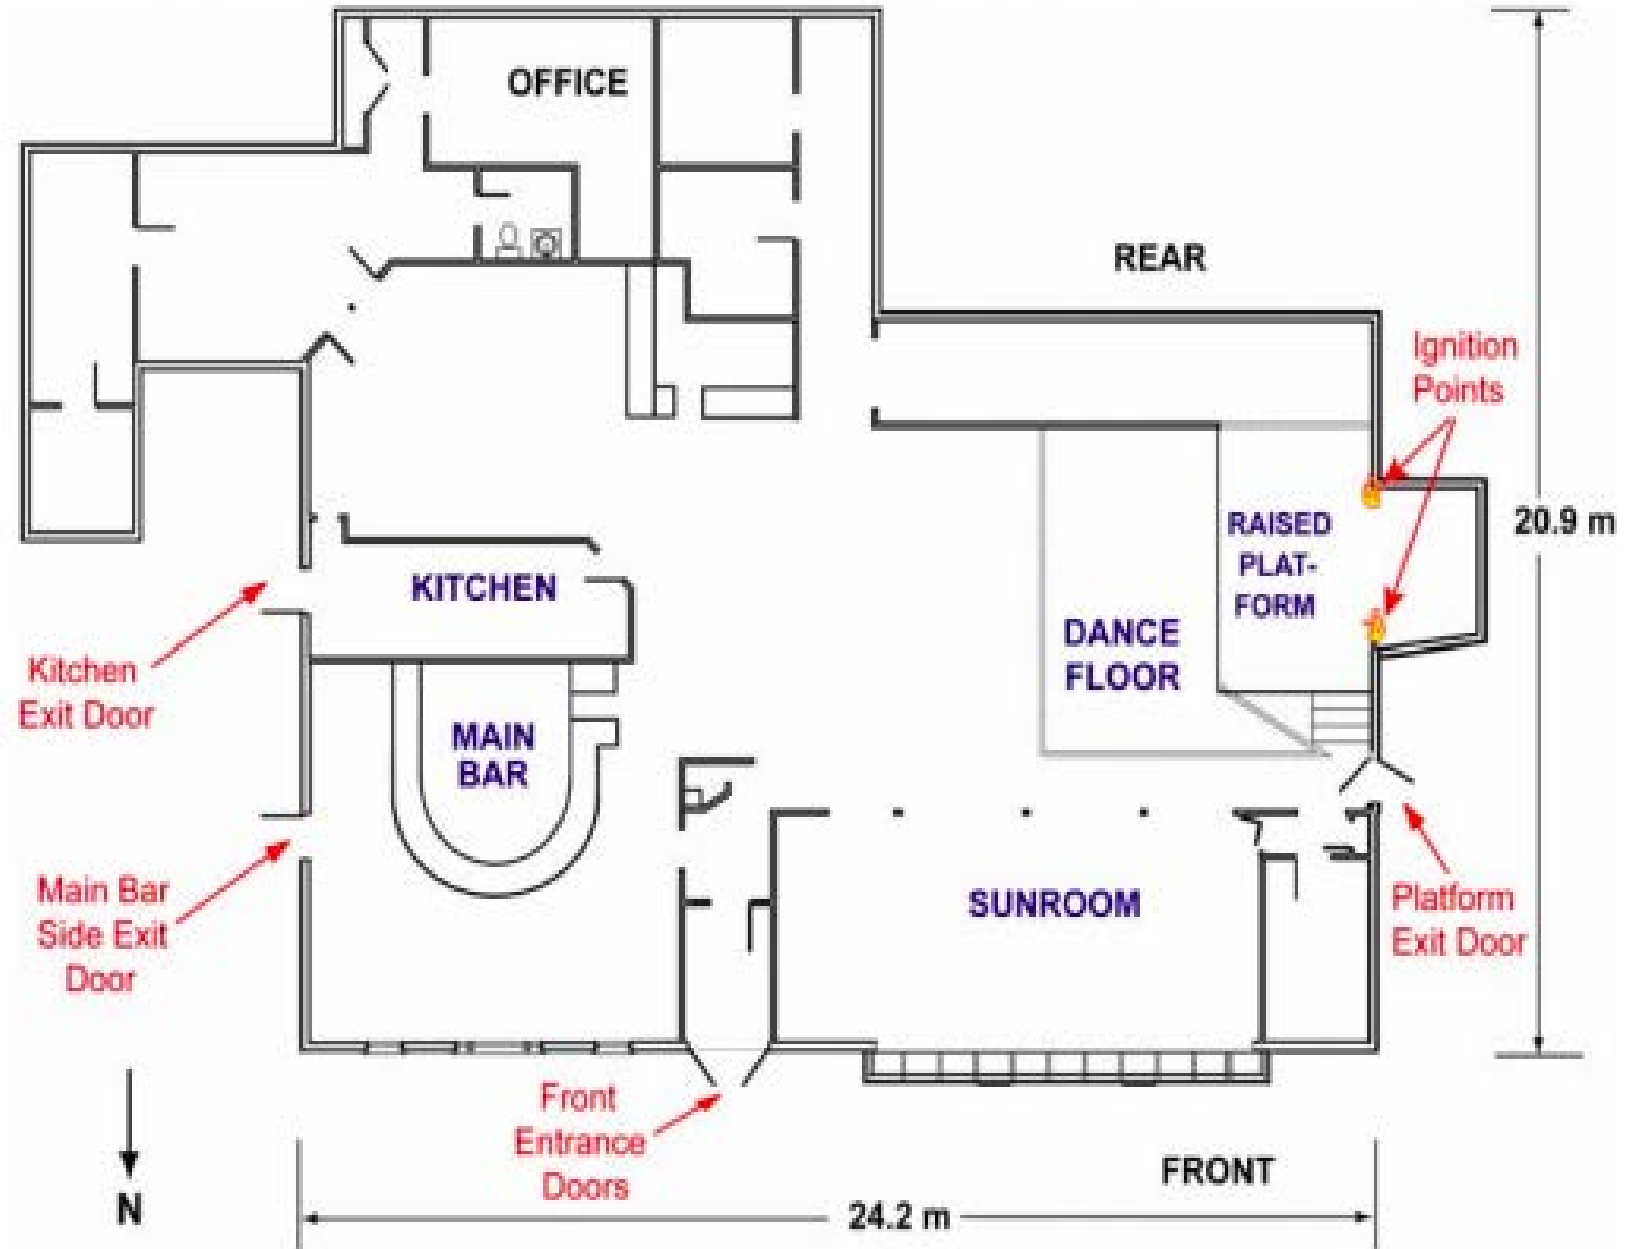 OFFICE
REAR
Ignition
Points
20.9 m
RAISED
PLAT-
FORM
KITCHEN
DANCE
FLOOR
Kitchen
Exit Door
MAIN
BAR
Main Bar
Side Exit
Door
SUNROOM
Platform
Exit Door
Front
Entrance
Doors
FRONT
N
24.2 m